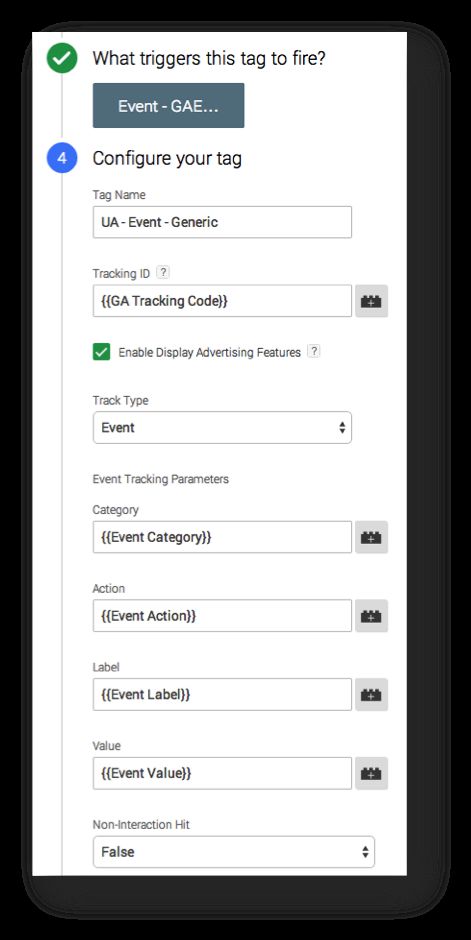 What triggers this tag to fire?
Event - GAE...
4
Configure your tag
Tag Name
UA - Event - Generic
Tracking ID ?
{{GA Tracking Code}}
Enable Display Advertising Features ?
Track Type
Event
Event Tracking Parameters
Category
{{Event Category}}
Action
{{Event Action}}
Label
{{Event Label}}
Value
{{Event Value}}
Non-Interaction Hit
False